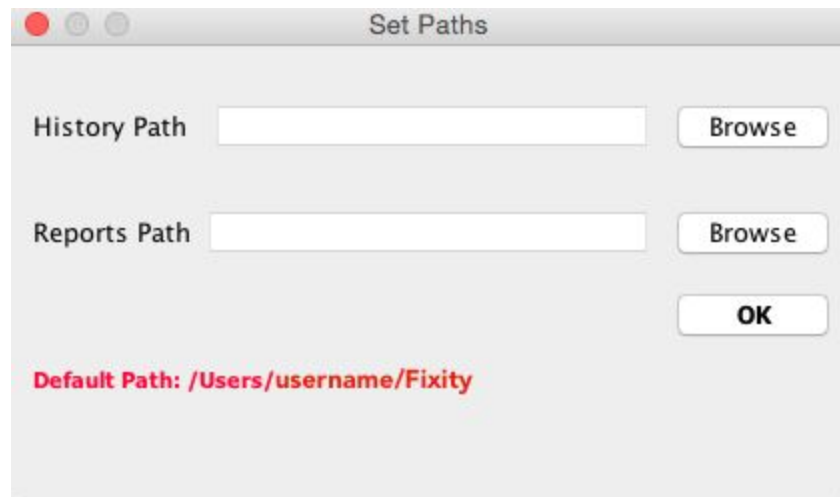 Set Paths
History Path Browse
Reports Path Browse
OK
Default Path: /Users/username/Fixity